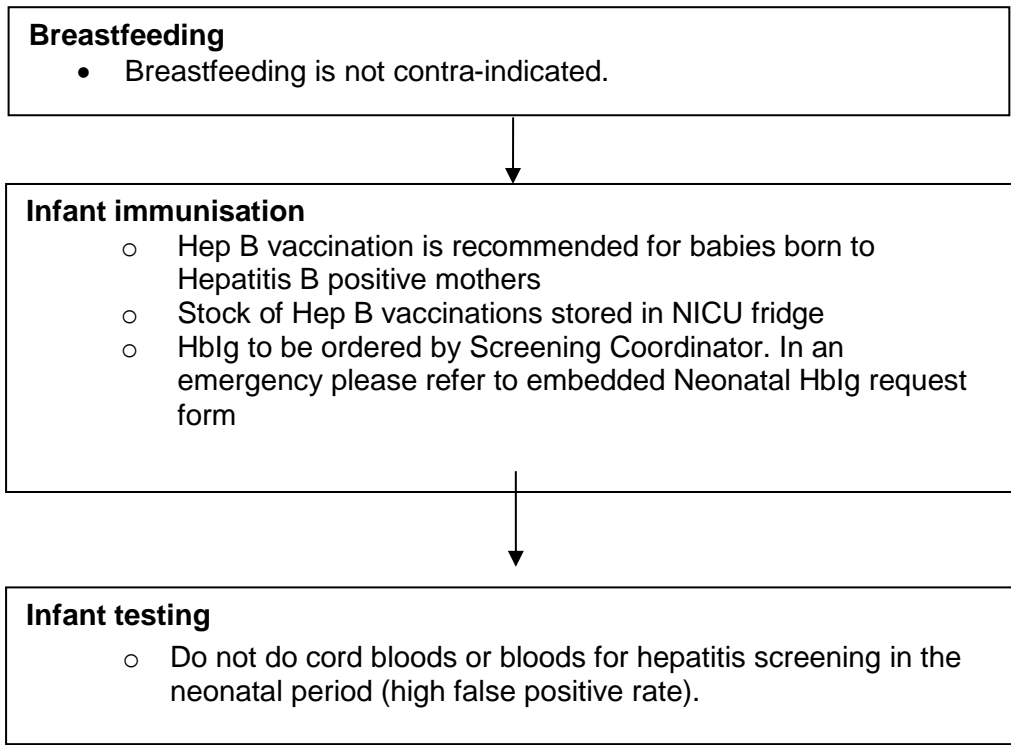 Breastfeeding
• Breastfeeding is not contra-indicated.
Infant immunisation
o Hep B vaccination is recommended for babies born to
Hepatitis B positive mothers
o Stock of Hep B vaccinations stored in NICU fridge
o HbIg to be ordered by Screening Coordinator. In an
emergency please refer to embedded Neonatal HbIg request
form
Infant testing
o Do not do cord bloods or bloods for hepatitis screening in the
neonatal period (high false positive rate).